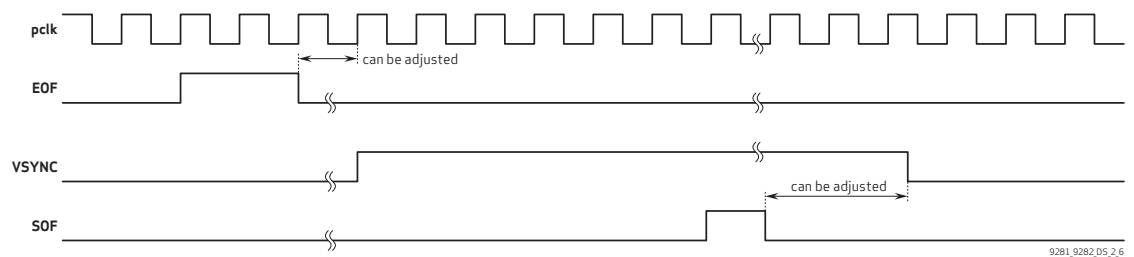 pclk
can be adjusted
EOF
VSYNC
can be adjusted
SOF
9281_9282_DS_2_6